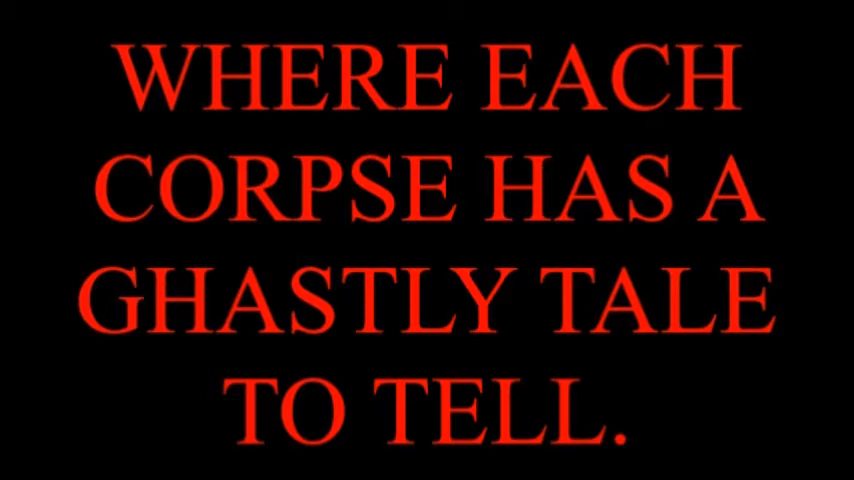 WHERE EACH
CORPSE HAS A
GHASTLY TALE
TO TELL.